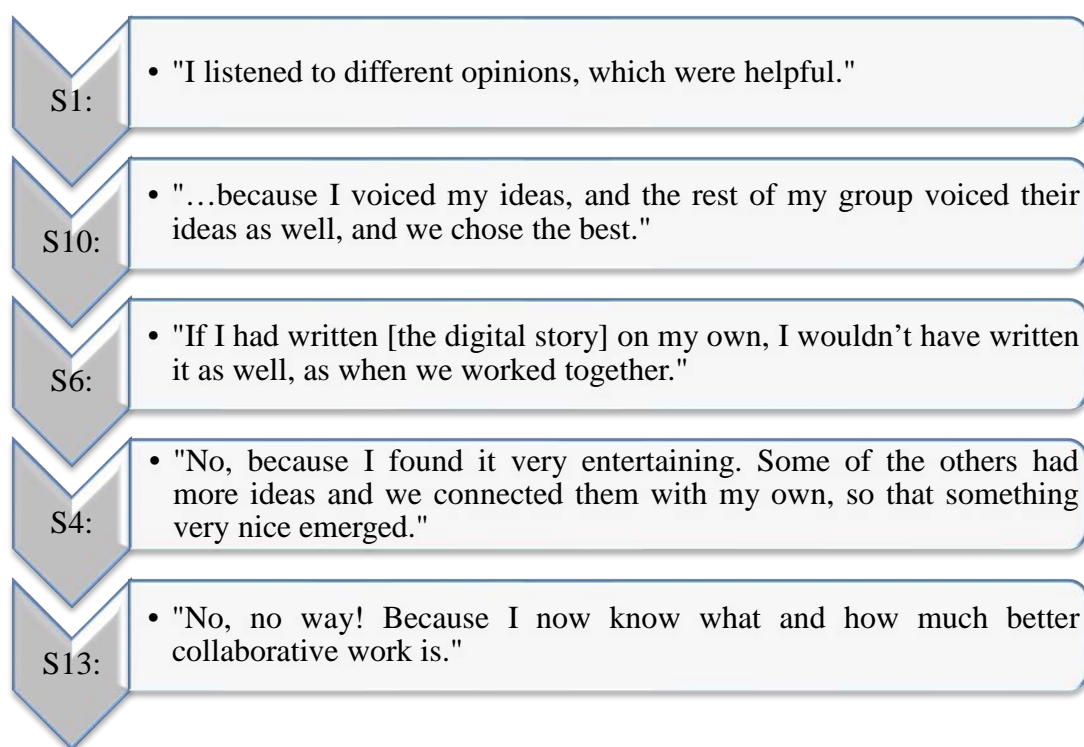 S1:
• "I listened to different opinions, which were helpful."
S10:
• "…because I voiced my ideas, and the rest of my group voiced their
ideas as well, and we chose the best."
S6:
• "If I had written [the digital story] on my own, I wouldn’t have written
it as well, as when we worked together."
S4:
• "No, because I found it very entertaining. Some of the others had
more ideas and we connected them with my own, so that something
very nice emerged."
S13:
• "No, no way! Because I now know what and how much better
collaborative work is."